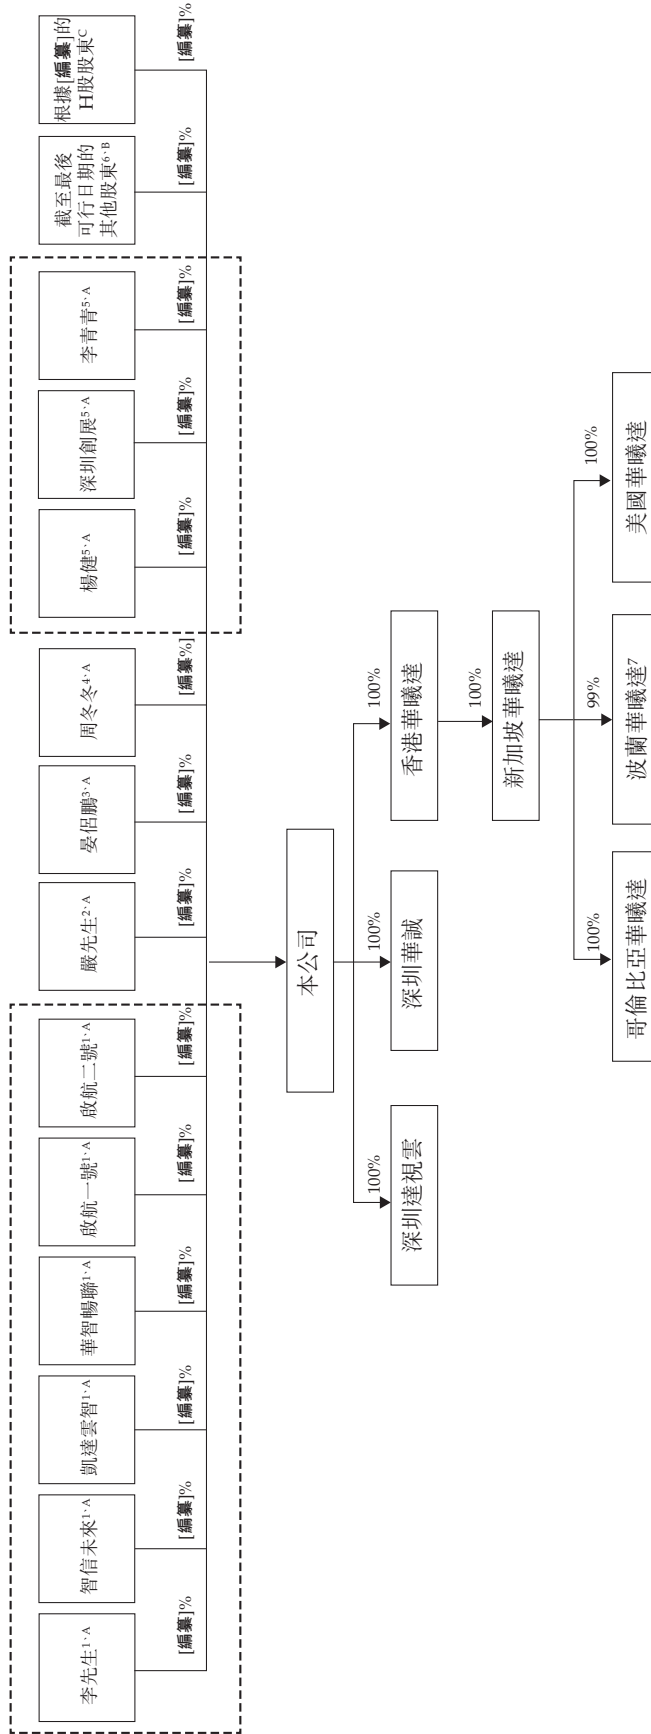 李先生1、A
智信未來1、A
凱達雲智1、A
華智暢聯1、A
啟航一號1、A
啟航二號1、A
嚴先生2、A
晏侶鵬3、A
周冬冬4、A
楊健5、A
深圳創展5、A
李青青5、A
截至最後
可行日期的
其他股東6、B
根據[編纂]的
H股股東C
[編纂]%
[編纂]%
[編纂]%
[編纂]%
[編纂]%
[編纂]%
[編纂]%
[編纂]%
[編纂%]
[編纂]%
[編纂]%
[編纂]%
[編纂]%
[編纂]%
本公司
100%
100%
100%
深圳達視雲
深圳華誠
香港華曦達
100%
新加坡華曦達
100%
99%
100%
哥倫比亞華曦達
波蘭華曦達7
美國華曦達